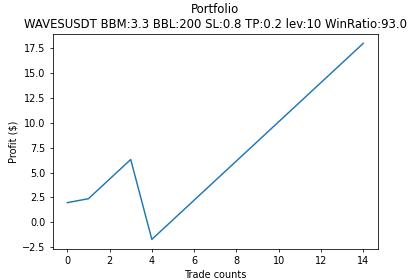 Portfolio
WAVESUSDT BBM:3.3 BBL:200 SL:0.8 TP:0.2 lev:10 WinRatio:93.0
17.5
15.0
12.5
10.0
7.5
5.0
2.5
0.0
−2.5
Profit ($)
0 2 4 6 8 10 12 14
Trade counts